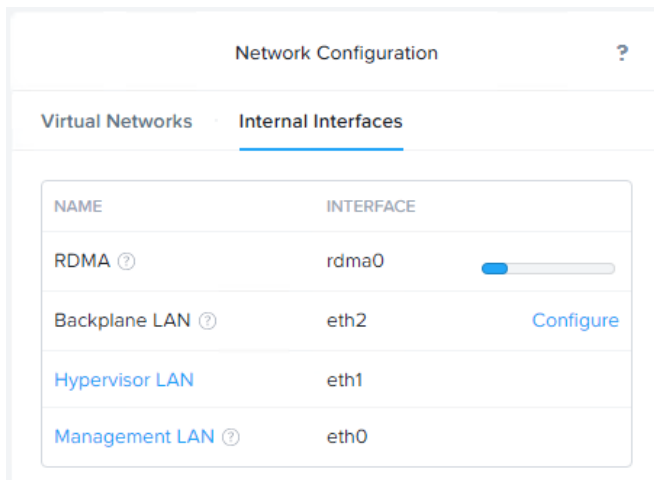 Network Configuration ?
Virtual Networks Internal Interfaces
NAME INTERFACE
RDMA ? rdma0
Backplane LAN ? eth2 Configure
Hypervisor LAN eth1
Management LAN ? eth0